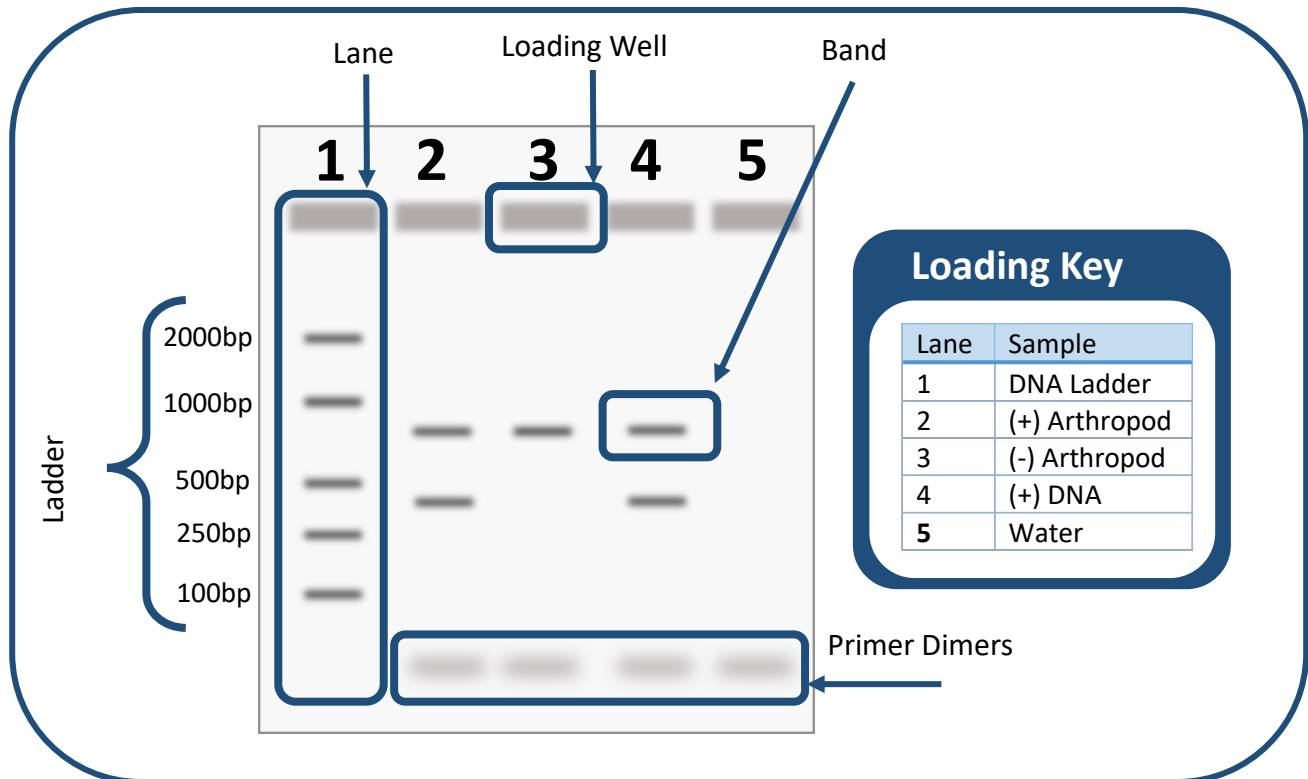 Lane
Loading Well
Band
1 2 3 4 5
Ladder
2000bp
1000bp
500bp
250bp
100bp
Loading Key
Lane Sample
1 DNA Ladder
2 (+) Arthropod
3 (-) Arthropod
4 (+) DNA
5 Water
Primer Dimers